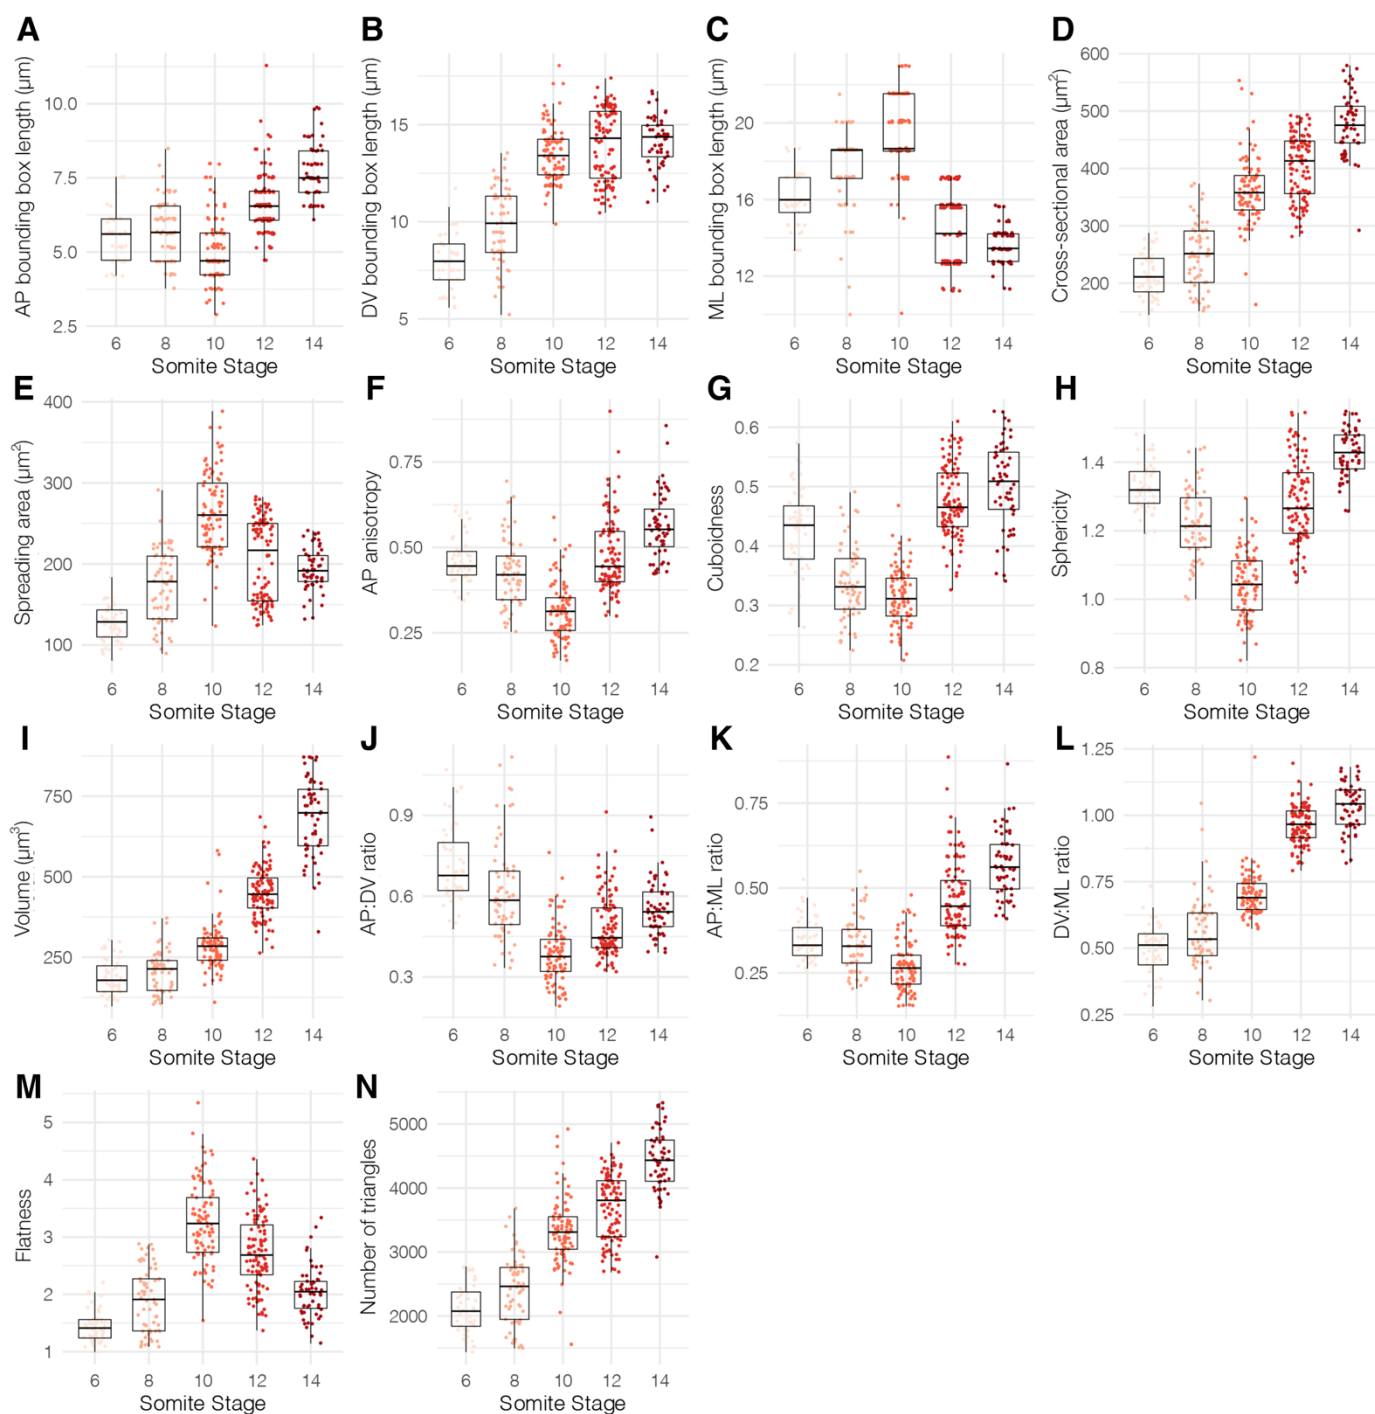 A
AP bounding box length (µm)
10.0
7.5
5.0
2.5
6 8 10 12 14
Somite Stage
B
DV bounding box length (µm)
15
10
5
6 8 10 12 14
Somite Stage
C
ML bounding box length (µm)
20
16
12
6 8 10 12 14
Somite Stage
D
Cross-sectional area (µm²)
600
500
400
300
200
6 8 10 12 14
Somite Stage
E
Spreading area (µm²)
400
300
200
100
6 8 10 12 14
Somite Stage
F
AP anisotropy
0.75
0.50
0.25
6 8 10 12 14
Somite Stage
G
Cuboidness
0.6
0.5
0.4
0.3
0.2
6 8 10 12 14
Somite Stage
H
Sphericity
1.4
1.2
1.0
0.8
6 8 10 12 14
Somite Stage
I
Volume (µm³)
750
500
250
6 8 10 12 14
Somite Stage
J
AP:DV ratio
0.9
0.6
0.3
6 8 10 12 14
Somite Stage
K
AP:ML ratio
0.75
0.50
0.25
6 8 10 12 14
Somite Stage
L
DV:ML ratio
1.25
1.00
0.75
0.50
0.25
6 8 10 12 14
Somite Stage
M
Flatness
5
4
3
2
1
6 8 10 12 14
Somite Stage
N
Number of triangles
5000
4000
3000
2000
6 8 10 12 14
Somite Stage